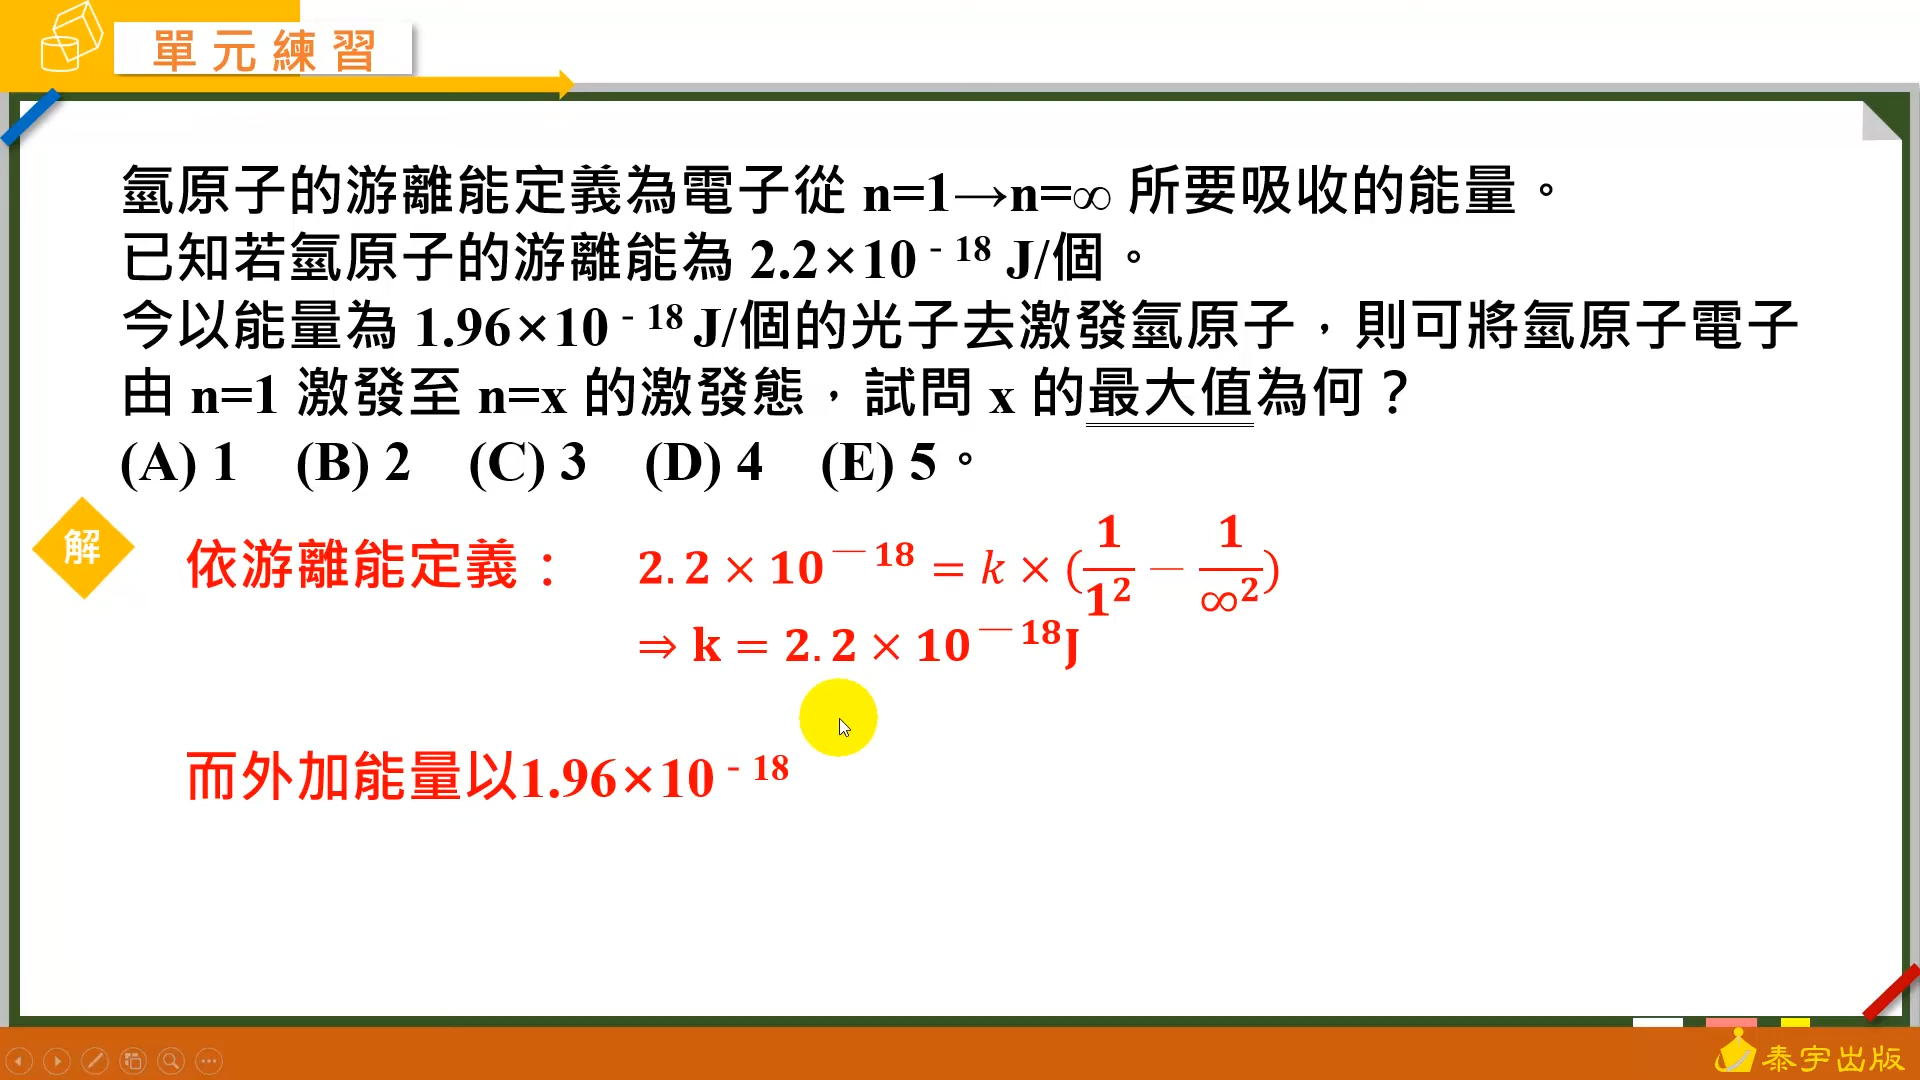 單元練習
氫原子的游離能定義為電子從 n=1→n=∞ 所要吸收的能量。
已知若氫原子的游離能為 2.2×10⁻¹⁸ J/個。
今以能量為 1.96×10⁻¹⁸ J/個的光子去激發氫原子，則可將氫原子電子
由 n=1 激發至 n=x 的激發態，試問 x 的最大值為何？
(A) 1 (B) 2 (C) 3 (D) 4 (E) 5。
解
依游離能定義： 2.2 × 10⁻¹⁸ = k × (1/1² − 1/∞²)
⇒ k = 2.2 × 10⁻¹⁸J
而外加能量以1.96×10⁻¹⁸
泰宇出版